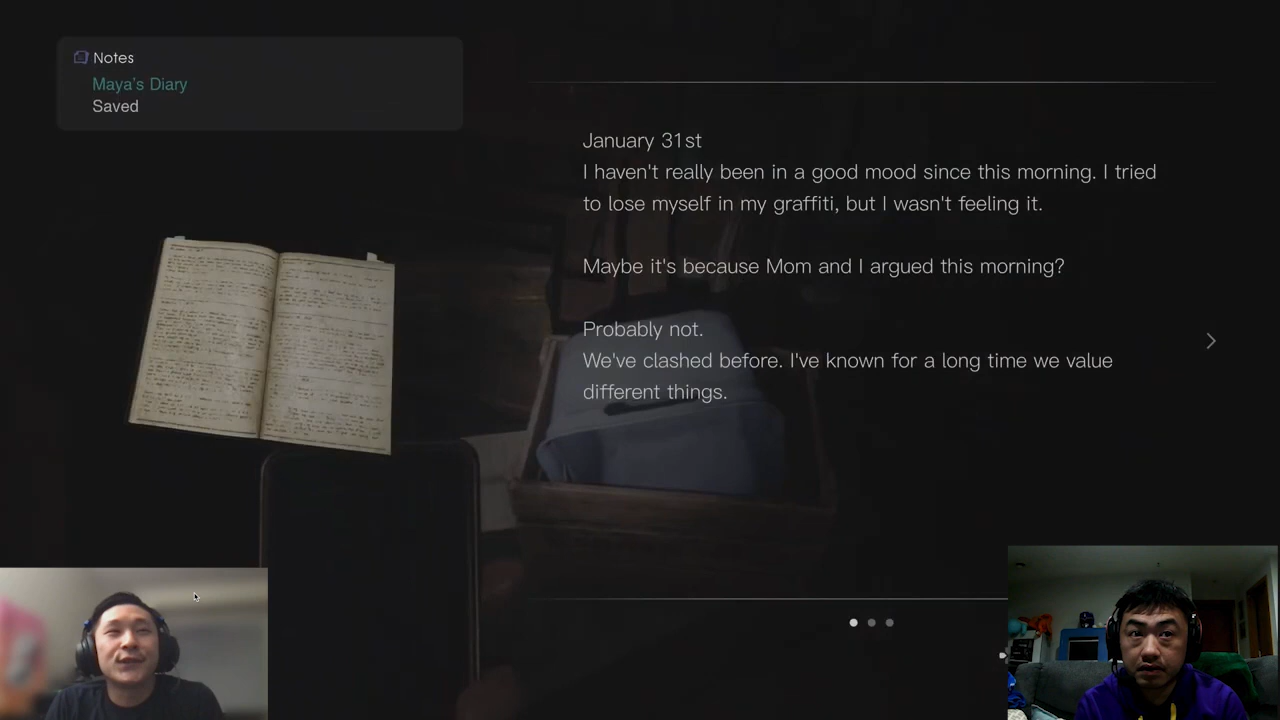 Notes
Maya's Diary
Saved
January 31st
I haven't really been in a good mood since this morning. I tried
to lose myself in my graffiti, but I wasn't feeling it.
Maybe it's because Mom and I argued this morning?
Probably not.
We've clashed before. I've known for a long time we value
different things.